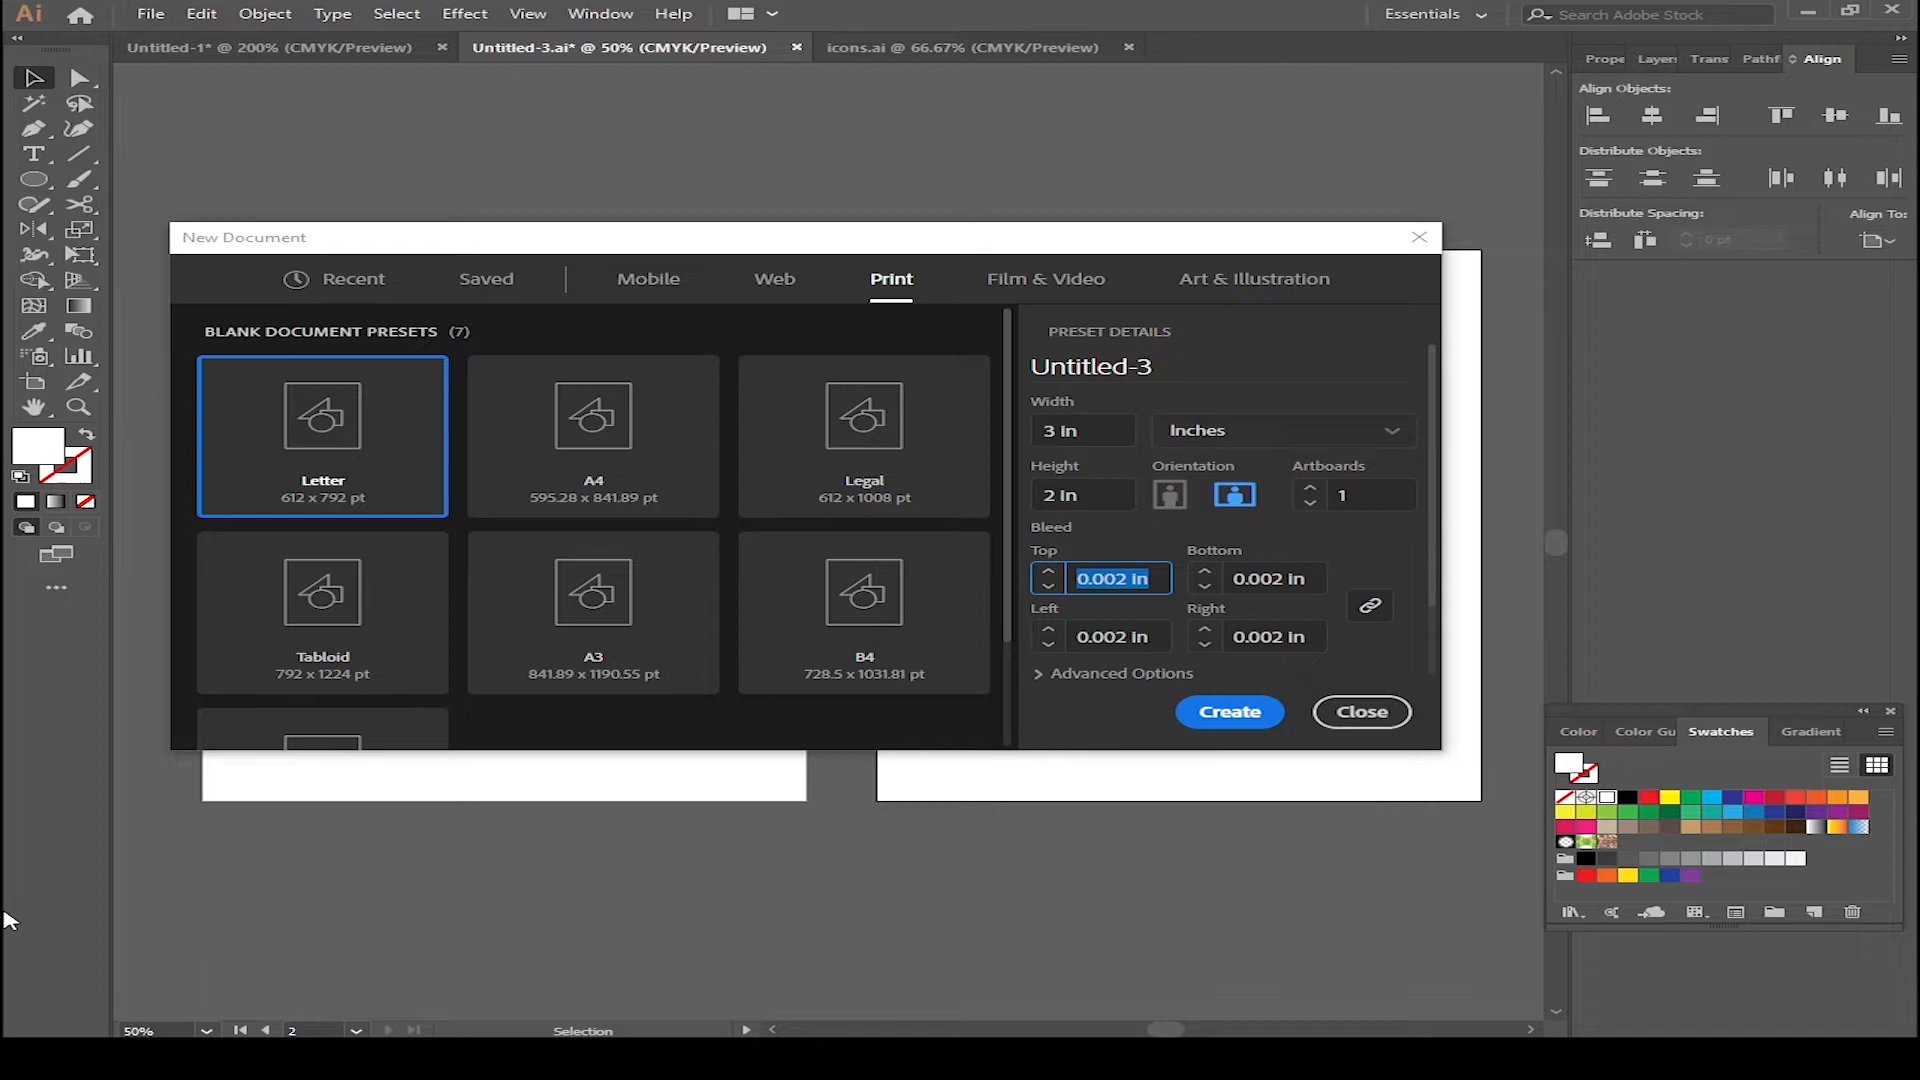 Ai File Edit Object Type Select Effect View Window Help Essentials Search Adobe Stock
Untitled-1* @ 200% (CMYK/Preview) Untitled-3.ai* @ 50% (CMYK/Preview) icons.ai @ 66.67% (CMYK/Preview)
Prope Layers Trans Pathf Align
Align Objects:
Distribute Objects:
Distribute Spacing: Align To:
0 pt
New Document
Recent Saved Mobile Web Print Film & Video Art & Illustration
BLANK DOCUMENT PRESETS (7)
Letter
612 x 792 pt
A4
595.28 x 841.89 pt
Legal
612 x 1008 pt
Tabloid
792 x 1224 pt
A3
841.89 x 1190.55 pt
B4
728.5 x 1031.81 pt
PRESET DETAILS
Untitled-3
Width
3 in Inches
Height Orientation Artboards
2 in 1
Bleed
Top Bottom
0.002 in 0.002 in
Left Right
0.002 in 0.002 in
Advanced Options
Create Close
Color Color Gu Swatches Gradient
50% 2 Selection